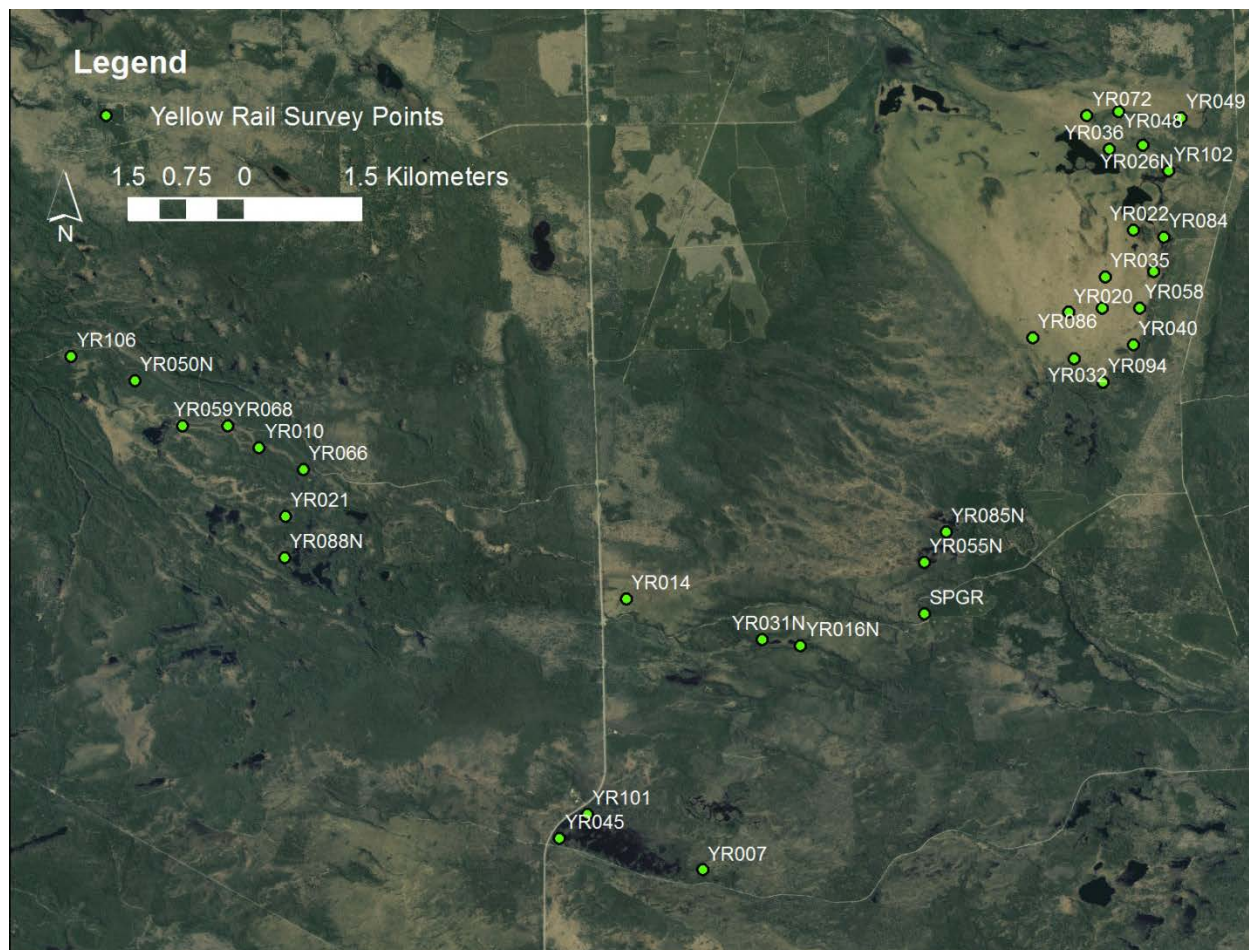 Legend
Yellow Rail Survey Points
1.5 0.75 0 1.5 Kilometers
N
YR072
YR049
YR048
YR036
YR026N
YR102
YR022
YR084
YR035
YR020
YR058
YR086
YR040
YR032
YR094
YR106
YR050N
YR059
YR068
YR010
YR066
YR021
YR088N
YR085N
YR055N
YR014
SPGR
YR031N
YR016N
YR101
YR045
YR007